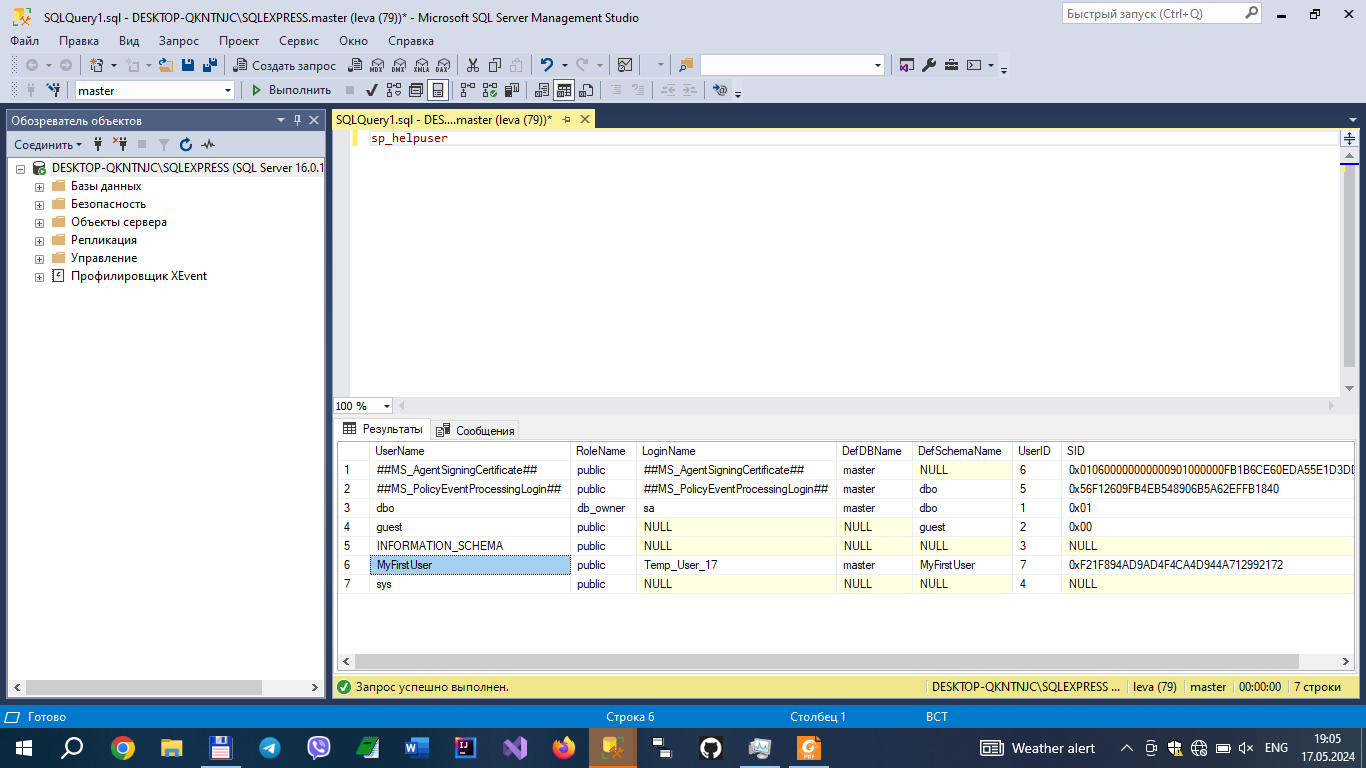 SQLQuery1.sql - DESKTOP-QKNTNJC\SQLEXPRESS.master (leva (79))* - Microsoft SQL Server Management Studio
Быстрый запуск (Ctrl+Q)
Файл Правка Вид Запрос Проект Сервис Окно Справка
Создать запрос MDX DMX XMLA DAX
master Выполнить
Обозреватель объектов
SQLQuery1.sql - DES....master (leva (79))*
Соединить
sp_helpuser
DESKTOP-QKNTNJC\SQLEXPRESS (SQL Server 16.0.1
Базы данных
Безопасность
Объекты сервера
Репликация
Управление
Профилировщик XEvent
100 %
Результаты Сообщения
UserName RoleName LoginName DefDBName DefSchemaName UserID SID
1 ##MS_AgentSigningCertificate## public ##MS_AgentSigningCertificate## master NULL 6 0x010600000000000901000000FB1B6CE60EDA55E1D3DD
2 ##MS_PolicyEventProcessingLogin## public ##MS_PolicyEventProcessingLogin## master dbo 5 0x56F12609FB4EB548906B5A62EFFB1840
3 dbo db_owner sa master dbo 1 0x01
4 guest public NULL NULL guest 2 0x00
5 INFORMATION_SCHEMA public NULL NULL NULL 3 NULL
6 MyFirstUser public Temp_User_17 master MyFirstUser 7 0xF21F894AD9AD4F4CA4D944A712992172
7 sys public NULL NULL NULL 4 NULL
Запрос успешно выполнен. DESKTOP-QKNTNJC\SQLEXPRESS ... leva (79) master 00:00:00 7 строки
Готово Строка 6 Столбец 1 ВСТ
Weather alert ENG 19:05
17.05.2024